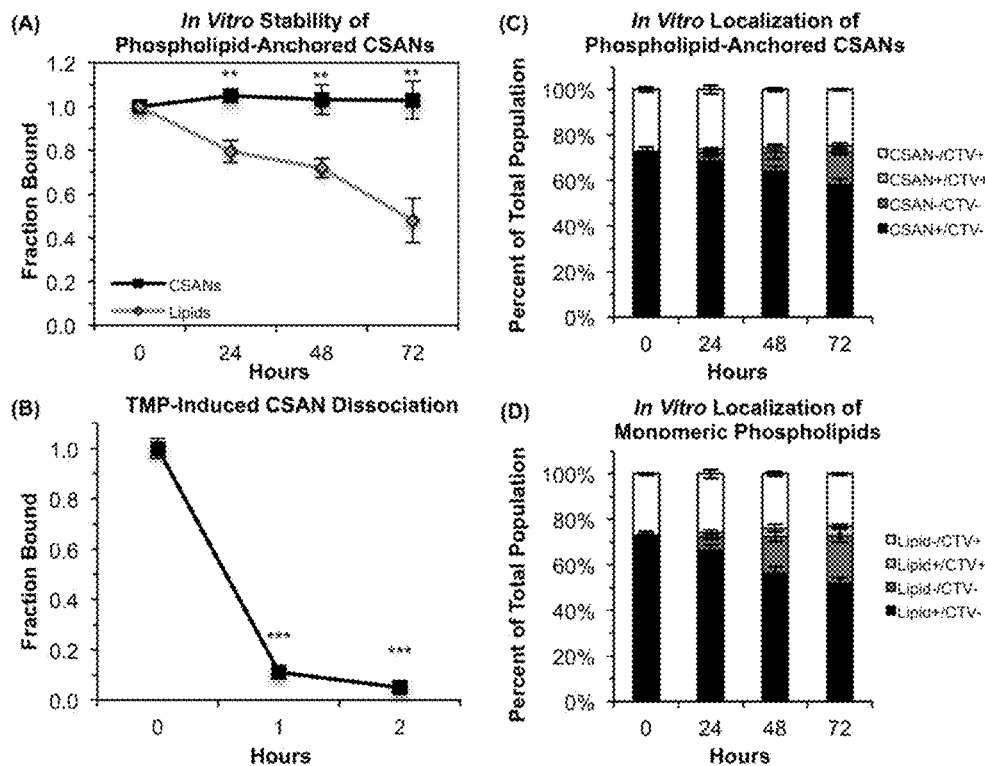 (A)
In Vitro Stability of
Phospholipid-Anchored CSANs
1.2
1.0
0.8
0.6
0.4
0.2
0.0
Fraction Bound
**
**
**
CSANs
Lipids
0
24
48
72
Hours
(B)
TMP-Induced CSAN Dissociation
1.0
0.8
0.6
0.4
0.2
0.0
Fraction Bound
***
***
0
1
2
Hours
(C)
In Vitro Localization of
Phospholipid-Anchored CSANs
100%
80%
60%
40%
20%
0%
Percent of Total Population
CSAN-/CTV+
CSAN+/CTV+
CSAN-/CTV-
CSAN+/CTV-
0
24
48
72
Hours
(D)
In Vitro Localization of
Monomeric Phospholipids
100%
80%
60%
40%
20%
0%
Percent of Total Population
Lipid-/CTV+
Lipid+/CTV+
Lipid-/CTV-
Lipid+/CTV-
0
24
48
72
Hours